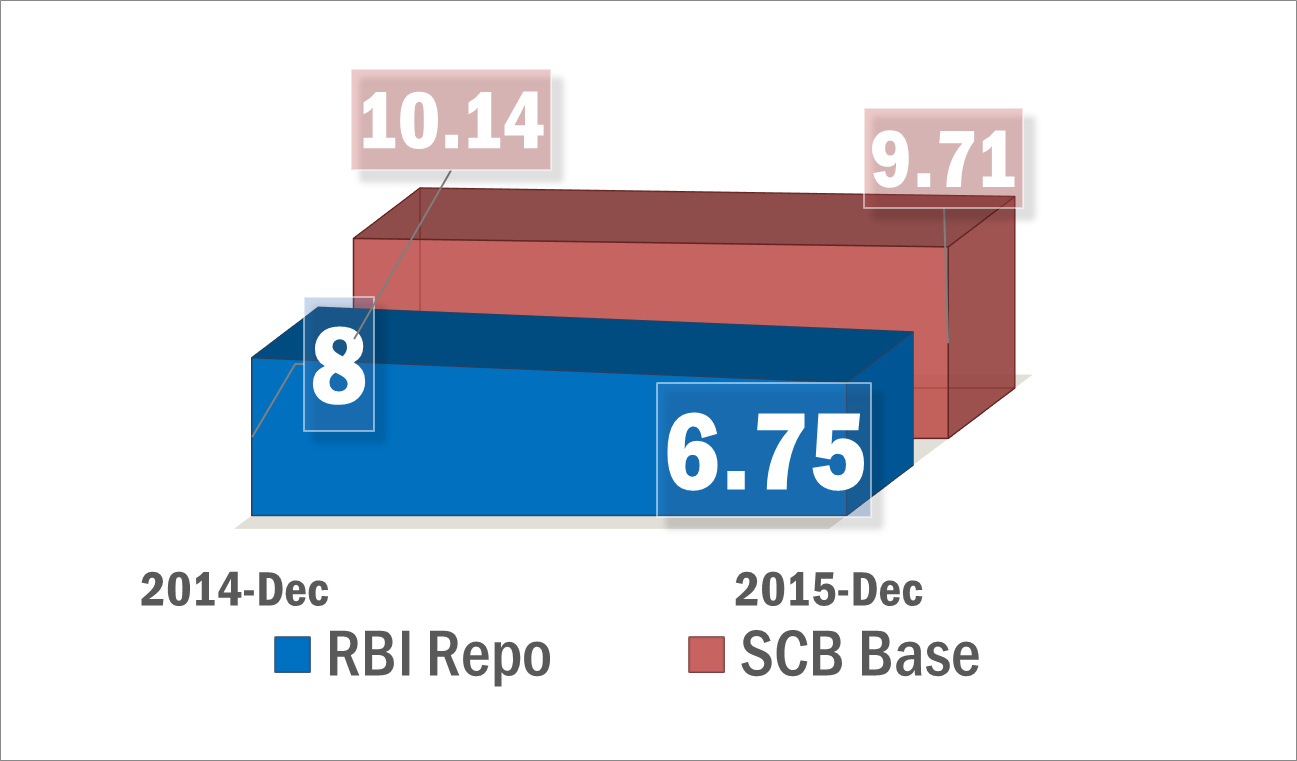 10.14
9.71
8
6.75
2014-Dec
2015-Dec
RBI Repo
SCB Base